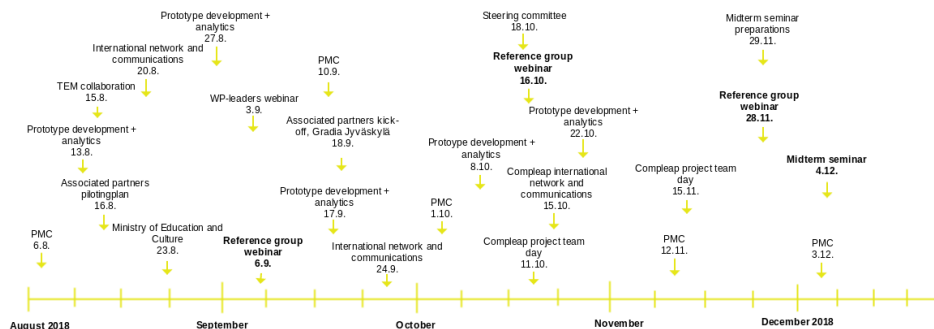 Prototype development +
analytics
27.8.
International network and
communications
20.8.
TEM collaboration
15.8.
Prototype development +
analytics
13.8.
Associated partners
pilotingplan
16.8.
PMC
6.8.
Ministry of Education and
Culture
23.8.
WP-leaders webinar
3.9.
PMC
10.9.
Associated partners kick-
off, Gradia Jyväskylä
18.9.
Prototype development +
analytics
17.9.
Reference group
webinar
6.9.
International network and
communications
24.9.
Steering committee
18.10.
Reference group
webinar
16.10.
Prototype development +
analytics
22.10.
Protoype development +
analytics
8.10.
Compleap international
network and
communications
15.10.
PMC
1.10.
Compleap project team
day
11.10.
Midterm seminar
preparations
29.11.
Reference group
webinar
28.11.
Compleap project team
day
15.11.
Midterm seminar
4.12.
PMC
12.11.
PMC
3.12.
August 2018
September
October
November
December 2018